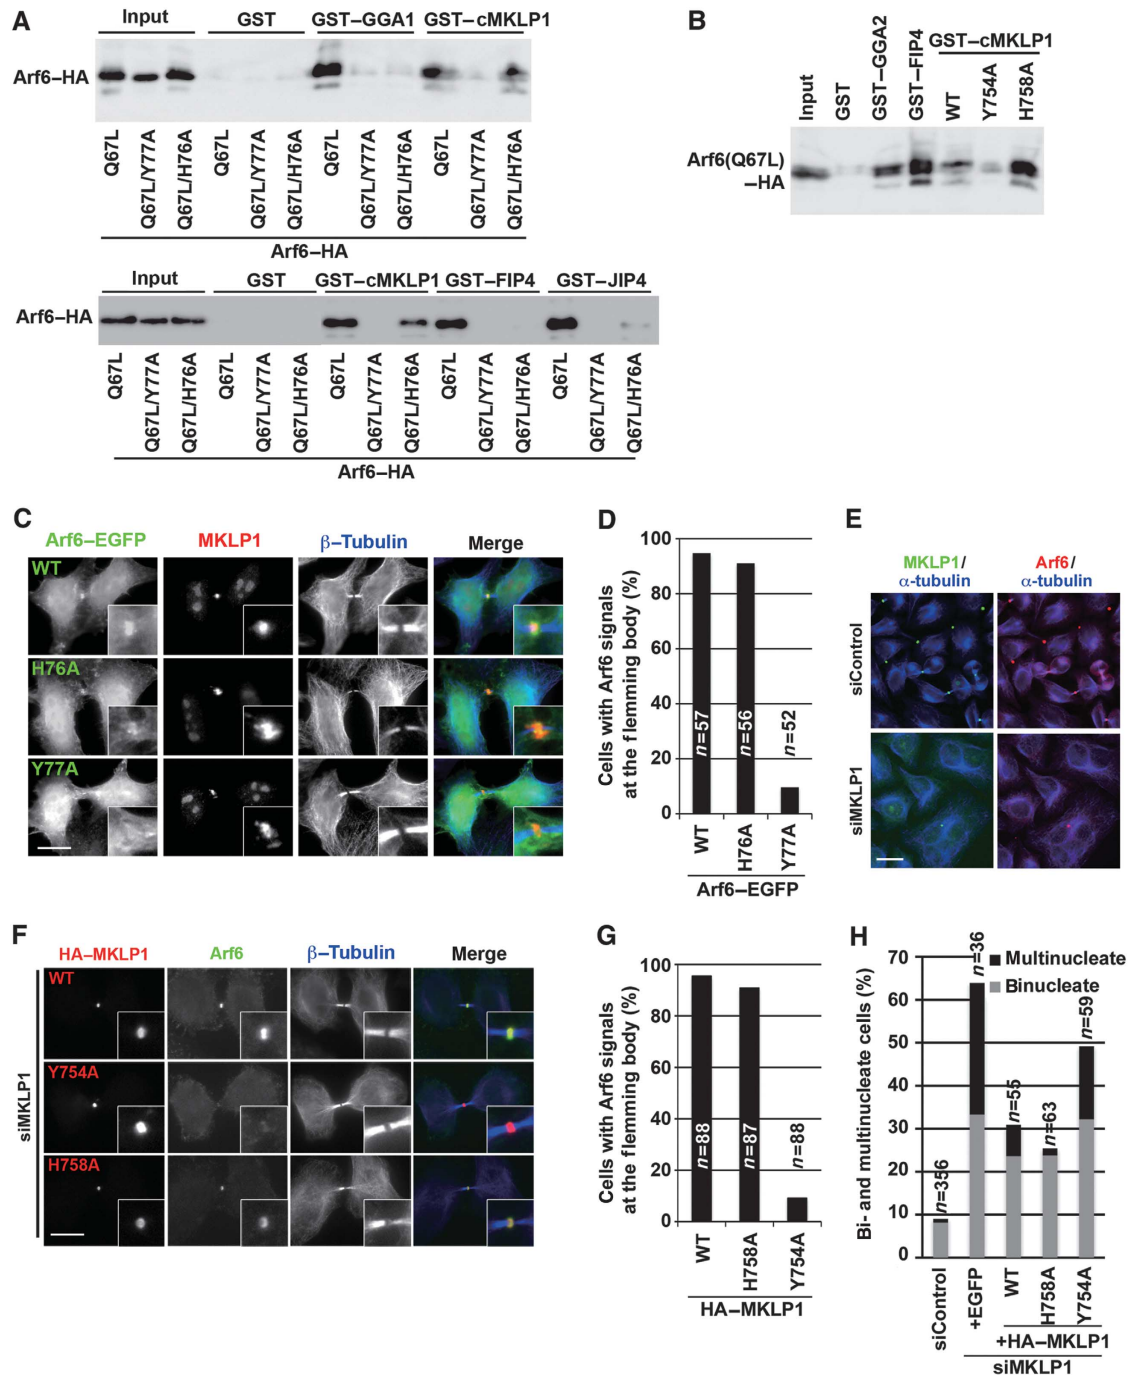 A
Input GST GST–GGA1 GST–cMKLP1
Arf6–HA
Q67L Q67L/Y77A Q67L/H76A Q67L Q67L/Y77A Q67L/H76A Q67L Q67L/Y77A Q67L/H76A Q67L Q67L/Y77A Q67L/H76A
Arf6–HA
Input GST GST–cMKLP1 GST–FIP4 GST–JIP4
Arf6–HA
Q67L Q67L/Y77A Q67L/H76A Q67L Q67L/Y77A Q67L/H76A Q67L Q67L/Y77A Q67L/H76A Q67L Q67L/Y77A Q67L/H76A Q67L Q67L/Y77A Q67L/H76A
Arf6–HA
B
GST–cMKLP1
Input GST GST–GGA2 GST–FIP4 WT Y754A H758A
Arf6(Q67L)
–HA
C
Arf6–EGFP MKLP1 β–Tubulin Merge
WT
H76A
Y77A
D
Cells with Arf6 signals
at the flemming body (%)
100
80
60
40
20
0
n=57 n=56 n=52
WT H76A Y77A
Arf6–EGFP
E
MKLP1/ Arf6/
α-tubulin α-tubulin
siControl
siMKLP1
F
HA–MKLP1 Arf6 β–Tubulin Merge
siMKLP1
WT
Y754A
H758A
G
Cells with Arf6 signals
at the flemming body (%)
100
80
60
40
20
0
n=88 n=87 n=88
WT H758A Y754A
HA–MKLP1
H
Bi- and multinucleate cells (%)
70
60
50
40
30
20
10
0
Multinucleate
Binucleate
n=356 n=36 n=55 n=63 n=59
siControl +EGFP WT H758A Y754A
+HA–MKLP1
siMKLP1